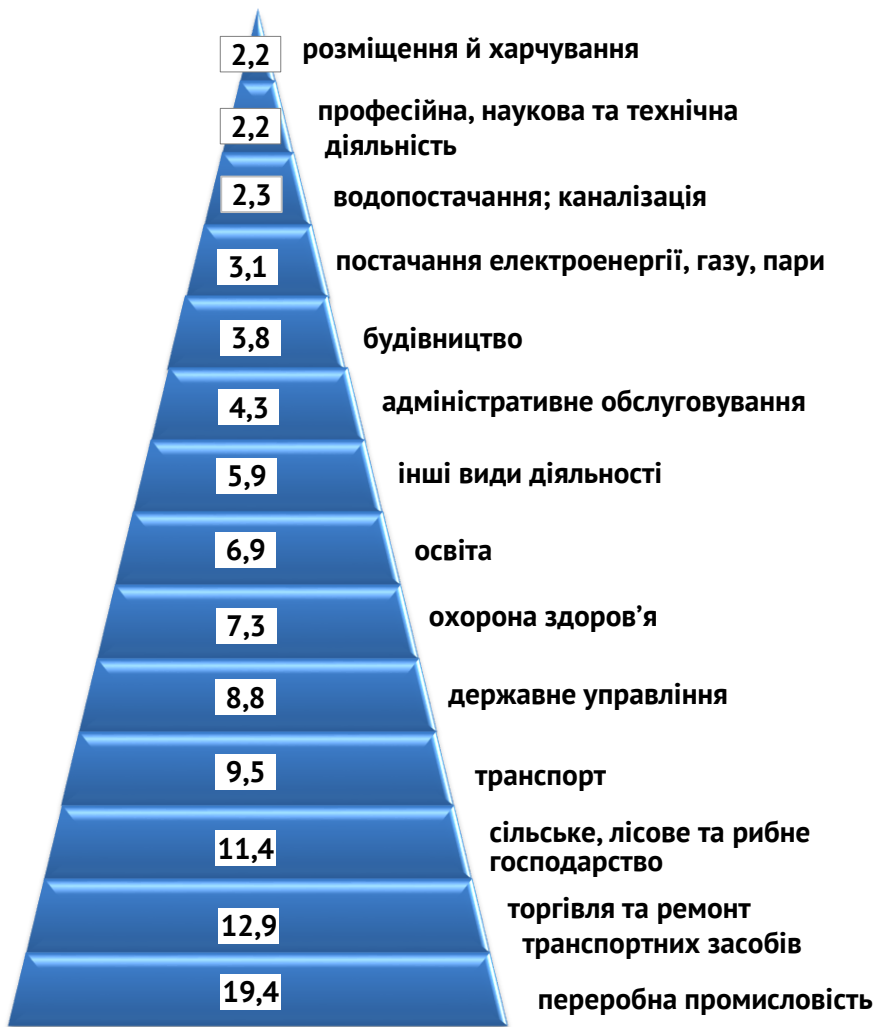 2,2 розміщення й харчування
2,2 професійна, наукова та технічна
діяльність
2,3 водопостачання; каналізація
3,1 постачання електроенергії, газу, пари
3,8 будівництво
4,3 адміністративне обслуговування
5,9 інші види діяльності
6,9 освіта
7,3 охорона здоров’я
8,8 державне управління
9,5 транспорт
11,4 сільське, лісове та рибне
господарство
12,9 торгівля та ремонт
транспортних засобів
19,4 переробна промисловість